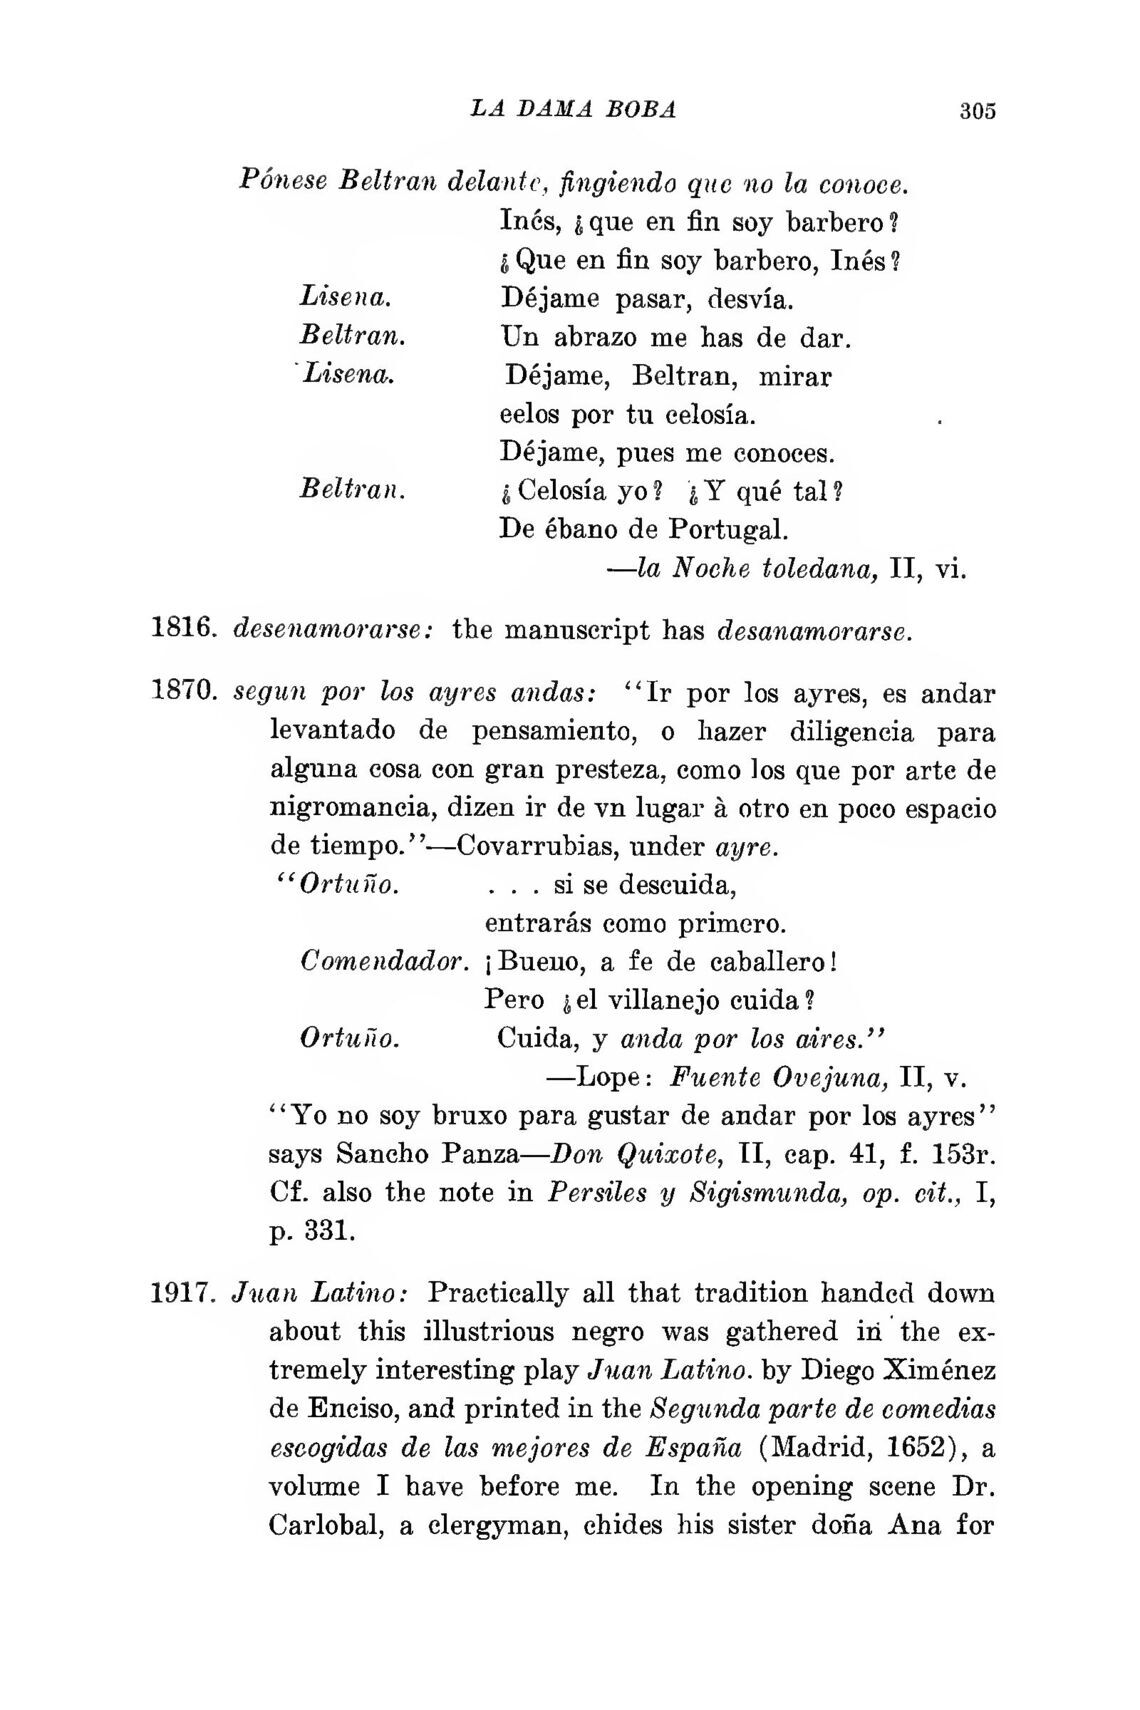 LA DAMA BOBA 305
Pónese Beltran delante, fingiendo que no la conoce.
Inés, ¿que en fin soy barbero?
¿Que en fin soy barbero, Inés?
Lisena. Déjame pasar, desvía.
Beltran. Un abrazo me has de dar.
Lisena. Déjame, Beltran, mirar
celos por tu celosía.
Déjame, pues me conoces.
Beltran. ¿Celosía yo? ¿Y qué tal?
De ébano de Portugal.
—la Noche toledana, II, vi.
1816. desenamorarse: the manuscript has desanamorarse.
1870. segun por los ayres andas: “Ir por los ayres, es andar
levantado de pensamiento, o hazer diligencia para
alguna cosa con gran presteza, como los que por arte de
nigromancia, dizen ir de vn lugar à otro en poco espacio
de tiempo.”—Covarrubias, under ayre.
“Ortuño. . . . si se descuida,
entrarás como primero.
Comendador. ¡Bueno, a fe de caballero!
Pero ¿el villanejo cuida?
Ortuño. Cuida, y anda por los aires.”
—Lope: Fuente Ovejuna, II, v.
“Yo no soy bruxo para gustar de andar por los ayres”
says Sancho Panza—Don Quixote, II, cap. 41, f. 153r.
Cf. also the note in Persiles y Sigismunda, op. cit., I,
p. 331.
1917. Juan Latino: Practically all that tradition handed down
about this illustrious negro was gathered in the ex-
tremely interesting play Juan Latino. by Diego Ximénez
de Enciso, and printed in the Segunda parte de comedias
escogidas de las mejores de España (Madrid, 1652), a
volume I have before me. In the opening scene Dr.
Carlobal, a clergyman, chides his sister doña Ana for